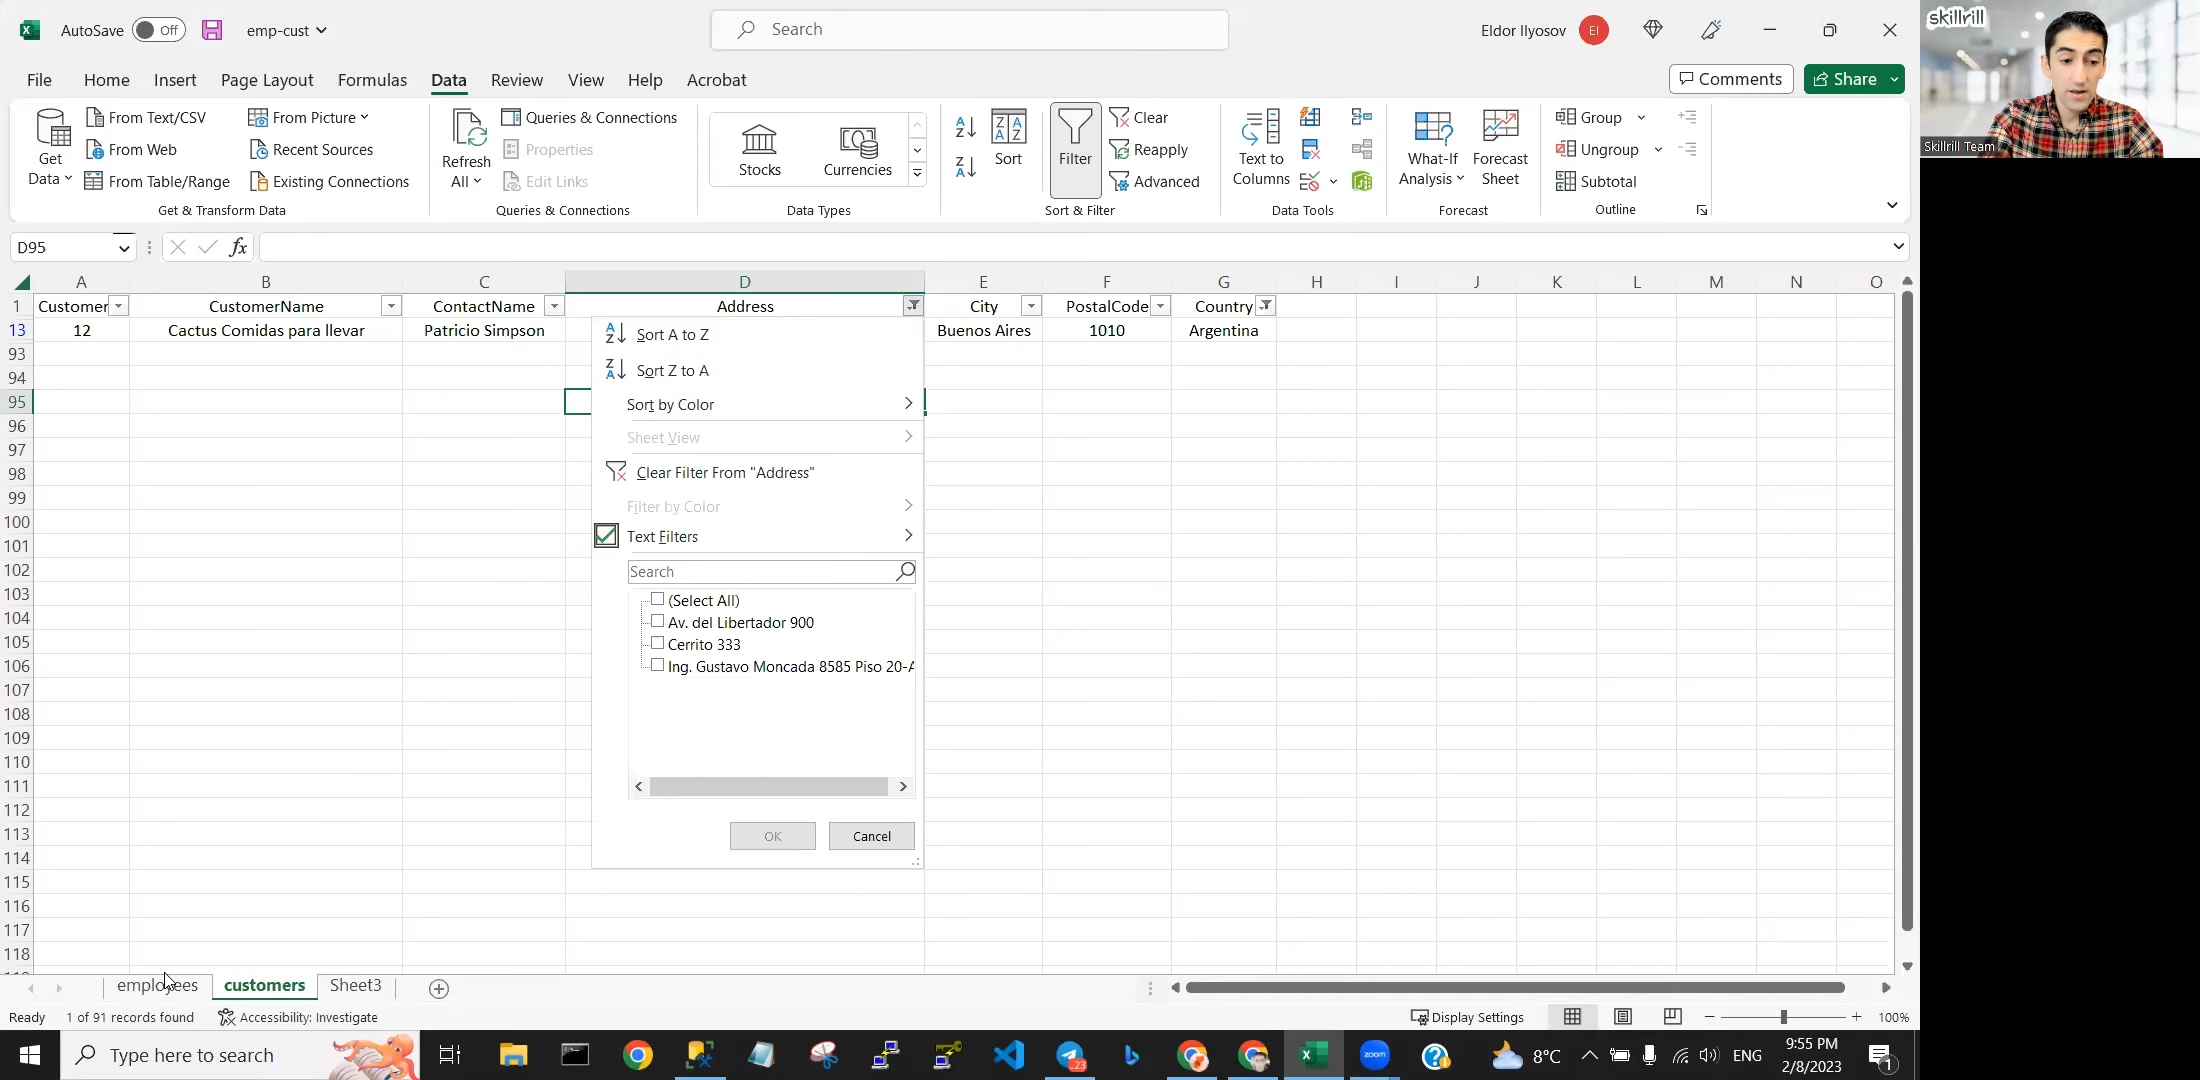 AutoSave Off emp-cust Search Eldor Ilyosov EI
skillrill
Skillrill Team
File Home Insert Page Layout Formulas Data Review View Help Acrobat Comments Share
Get Data
From Text/CSV
From Web
From Table/Range
From Picture
Recent Sources
Existing Connections
Get & Transform Data
Refresh All
Queries & Connections
Properties
Edit Links
Queries & Connections
Stocks
Currencies
Data Types
Sort
Filter
Clear
Reapply
Advanced
Sort & Filter
Text to Columns
Data Tools
What-If Analysis
Forecast Sheet
Forecast
Group
Ungroup
Subtotal
Outline
D95 fx
A B C D E F G H I J K L M N O
1 Customer CustomerName ContactName Address City PostalCode Country
13 12 Cactus Comidas para llevar Patricio Simpson Buenos Aires 1010 Argentina
93
94
95
96
97
98
99
100
101
102
103
104
105
106
107
108
109
110
111
112
113
114
115
116
117
118
Sort A to Z
Sort Z to A
Sort by Color
Sheet View
Clear Filter From "Address"
Filter by Color
Text Filters
Search
(Select All)
Av. del Libertador 900
Cerrito 333
Ing. Gustavo Moncada 8585 Piso 20-A
OK Cancel
employees customers Sheet3
Ready 1 of 91 records found Accessibility: Investigate Display Settings 100%
Type here to search zoom 23 8°C ENG 9:55 PM
2/8/2023 1